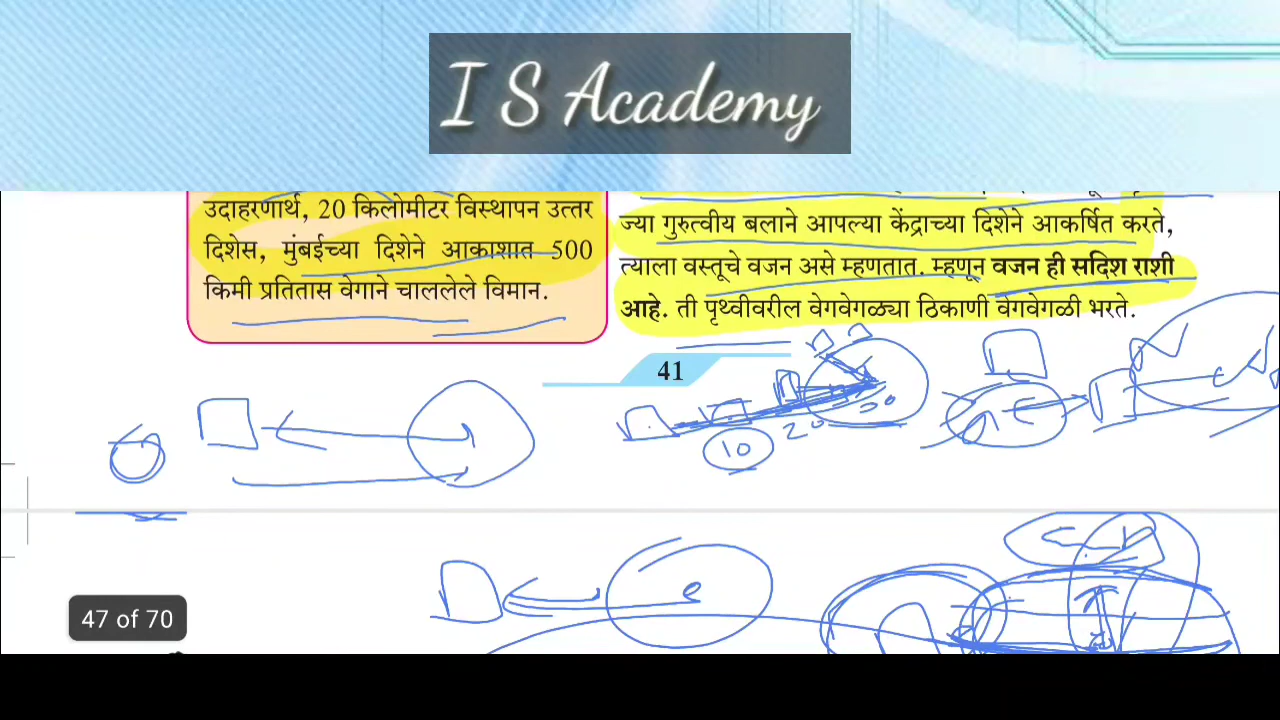 I S Academy
उदाहरणार्थ, 20 किलोमीटर विस्थापन उत्तर
दिशेस, मुंबईच्या दिशेने आकाशात 500
किमी प्रतितास वेगाने चाललेले विमान.
ज्या गुरुत्वीय बलाने आपल्या केंद्राच्या दिशेने आकर्षित करते,
त्याला वस्तूचे वजन असे म्हणतात. म्हणून वजन ही सदिश राशी
आहे. ती पृथ्वीवरील वेगवेगळ्या ठिकाणी वेगवेगळी भरते.
41
10
20
47 of 70